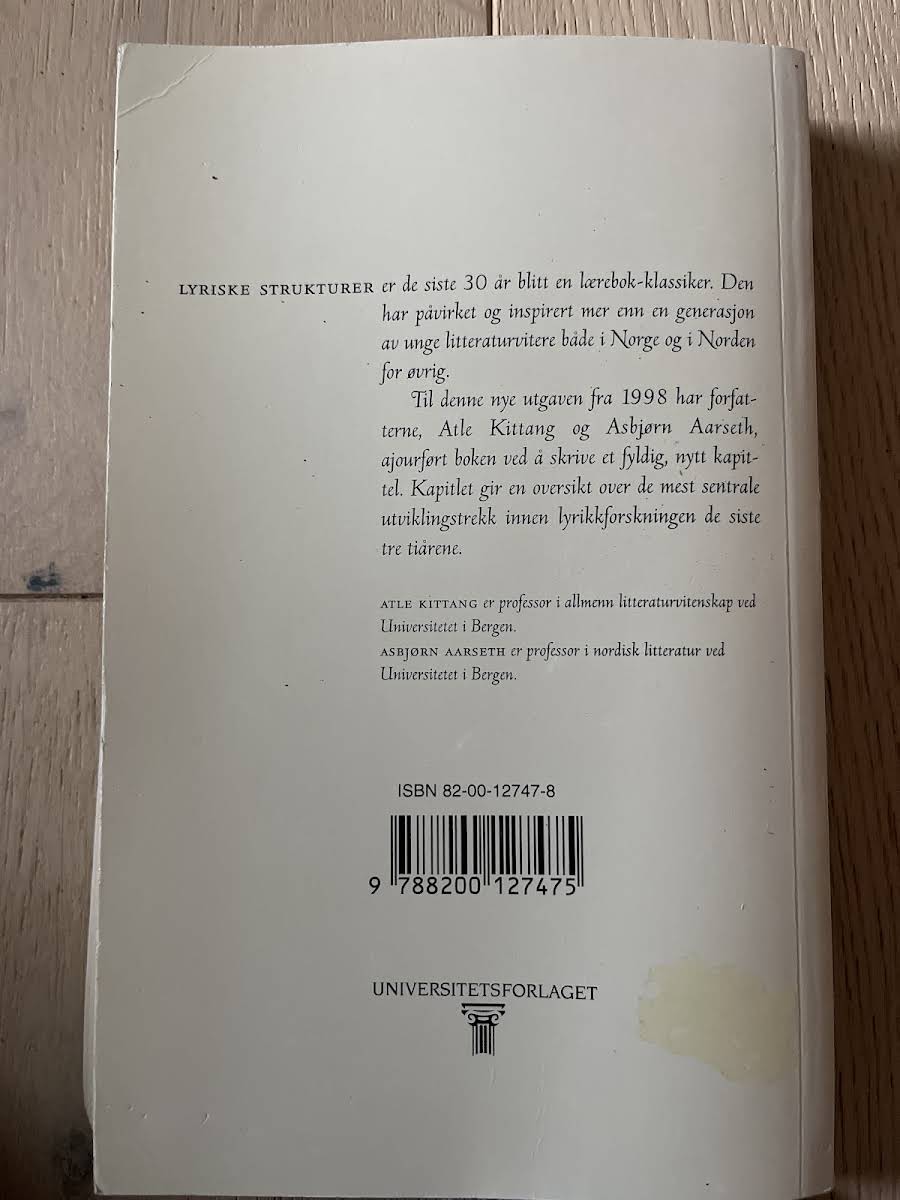 LYRISKE STRUKTURER er de siste 30 år blitt en lærebok-klassiker. Den
har påvirket og inspirert mer enn en generasjon
av unge litteraturvitere både i Norge og i Norden
for øvrig.
Til denne nye utgaven fra 1998 har forfat-
terne, Atle Kittang og Asbjørn Aarseth,
ajourført boken ved å skrive et fyldig, nytt kapit-
tel. Kapitlet gir en oversikt over de mest sentrale
utviklingstrekk innen lyrikkforskningen de siste
tre tiårene.
ATLE KITTANG er professor i allmenn litteraturvitenskap ved
Universitetet i Bergen.
ASBJØRN AARSETH er professor i nordisk litteratur ved
Universitetet i Bergen.
ISBN 82-00-12747-8
9 788200 127475
UNIVERSITETSFORLAGET